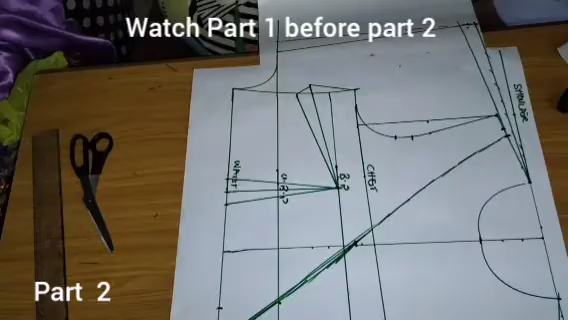 Watch Part 1 before part 2
SHOULDER
CHEST
WAIST
Part 2